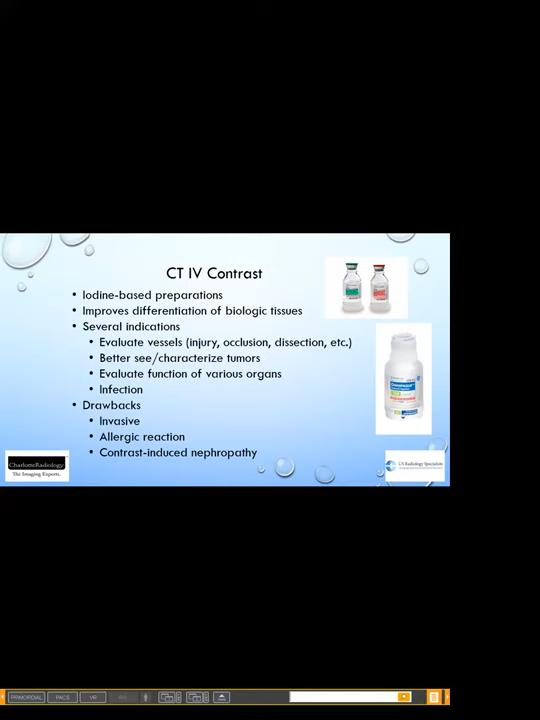 CT IV Contrast
• Iodine-based preparations
• Improves differentiation of biologic tissues
• Several indications
• Evaluate vessels (injury, occlusion, dissection, etc.)
• Better see/characterize tumors
• Evaluate function of various organs
• Infection
• Drawbacks
• Invasive
• Allergic reaction
• Contrast-induced nephropathy
CharlotteRadiology
The Imaging Experts.
US Radiology Specialists
PRIMORDIAL
PACS
VR